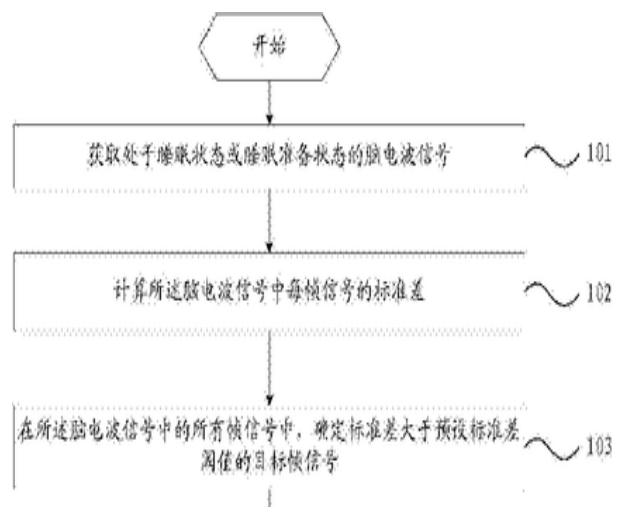 开始
获取处于睡眠状态或睡眠准备状态的脑电波信号
101
计算所述脑电波信号中每帧信号的标准差
102
在所述脑电波信号中的所有帧信号中，确定标准差大于预设标准差
阈值的目标帧信号
103